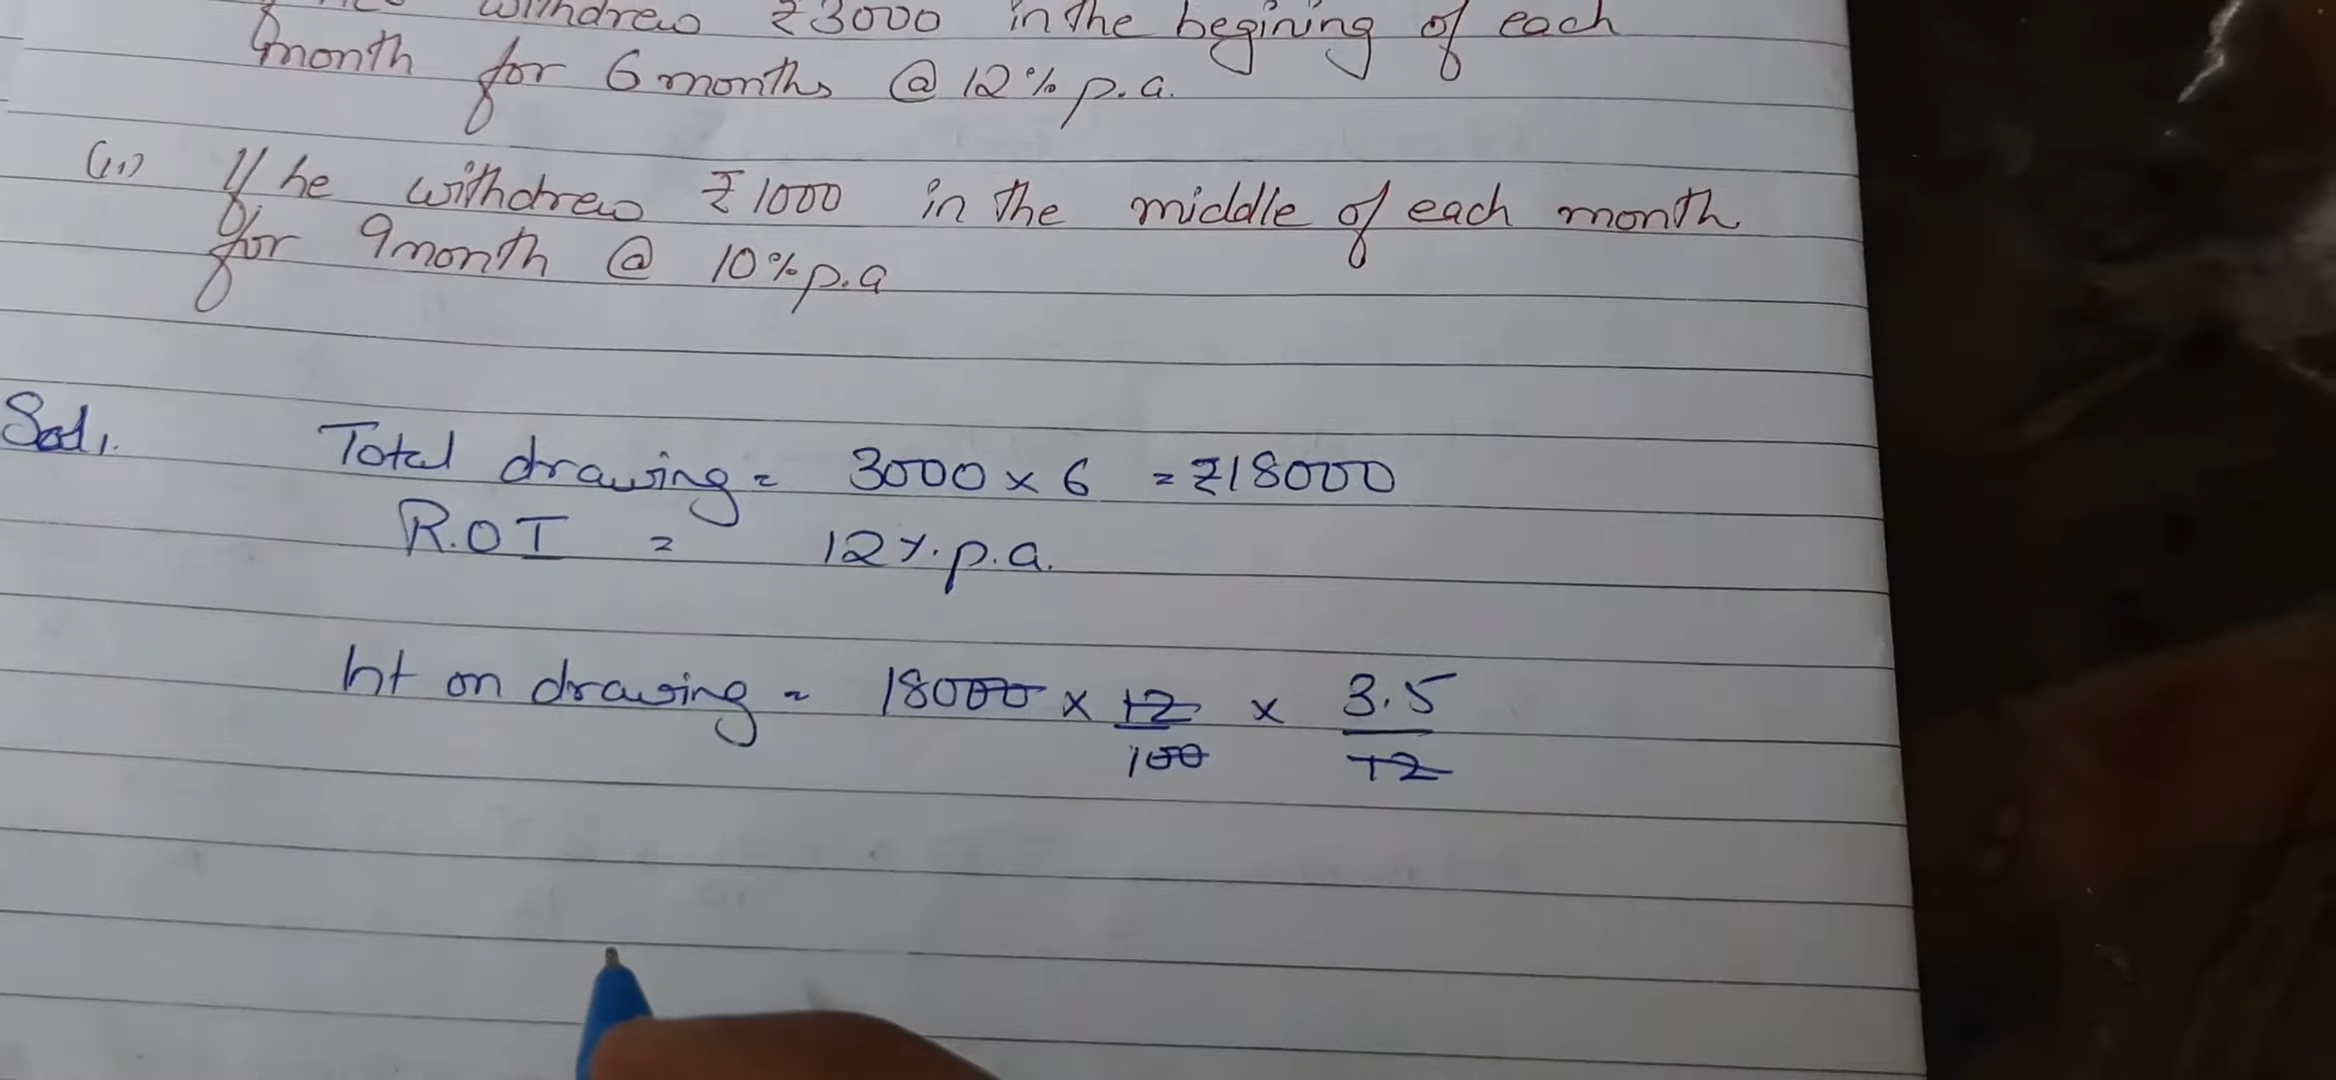 withdrew ₹3000 in the begining of each
month for 6 months @ 12% p.a.
(ii) If he withdrew ₹1000 in the middle of each month
for 9month @ 10% p.a
Sol.
Total drawing = 3000 x 6 = ₹18000
R.O.I = 12% p.a.
Int on drawing = 18000 x 12/100 x 3.5/12